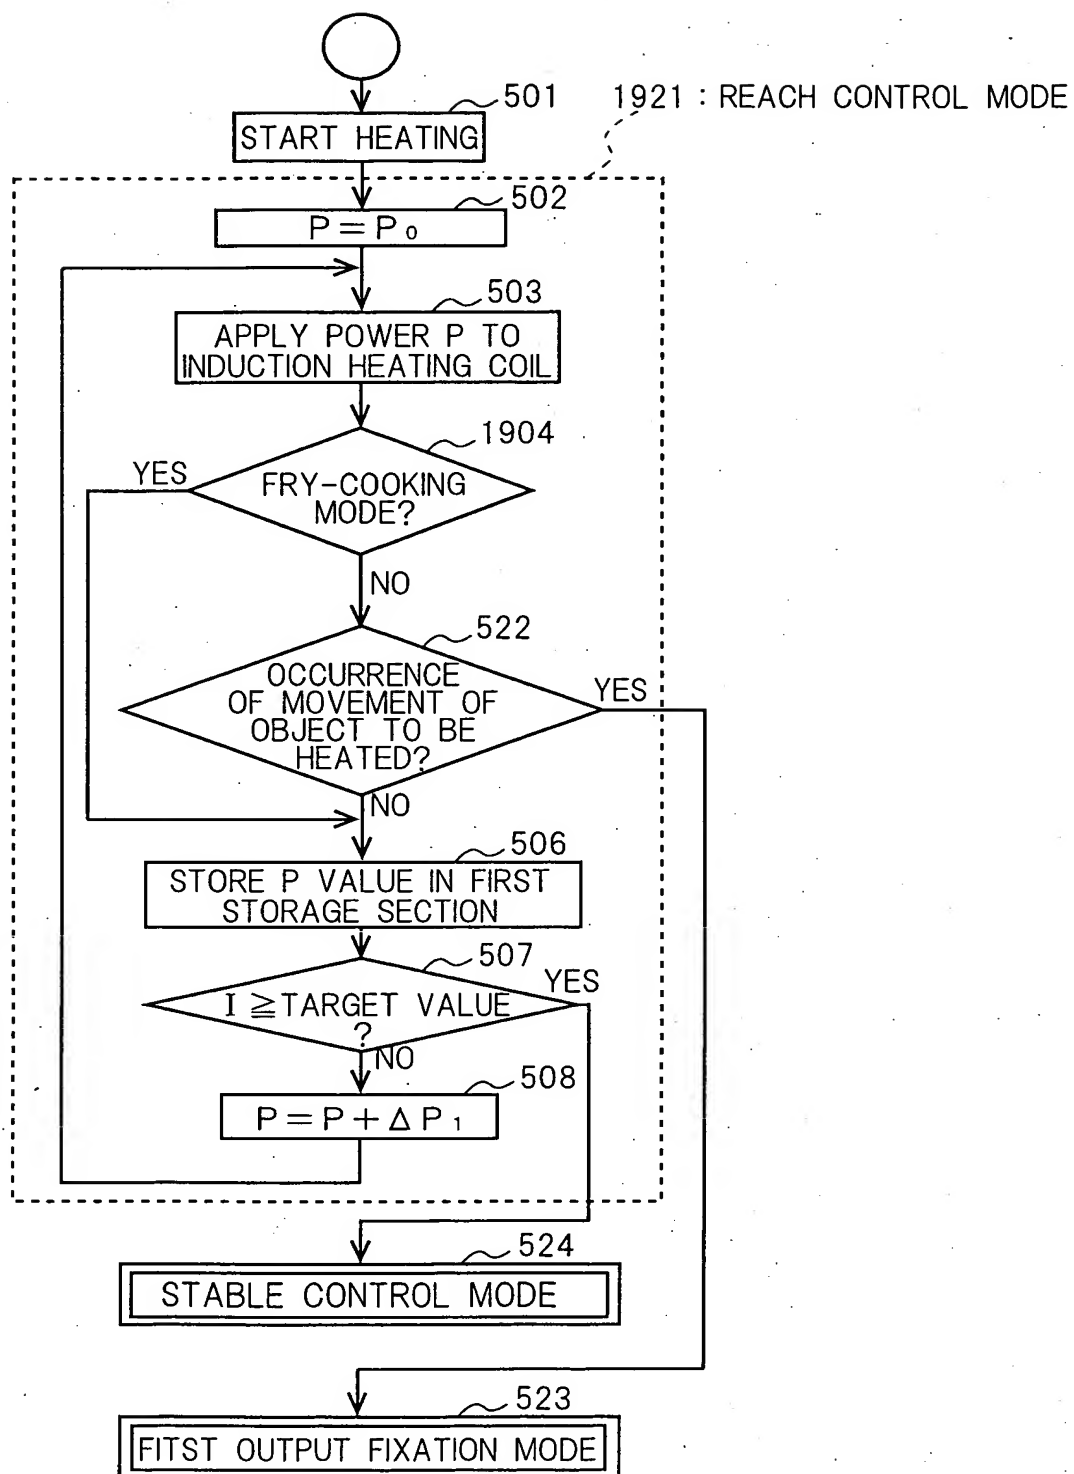 501
1921 : REACH CONTROL MODE
START HEATING
502
P = P₀
503
APPLY POWER P TO
INDUCTION HEATING COIL
1904
YES
FRY-COOKING
MODE?
NO
522
OCCURRENCE
OF MOVEMENT OF
OBJECT TO BE
HEATED?
YES
NO
506
STORE P VALUE IN FIRST
STORAGE SECTION
507
YES
I ≧ TARGET VALUE
?
NO
508
P = P + Δ P₁
524
STABLE CONTROL MODE
523
FITST OUTPUT FIXATION MODE